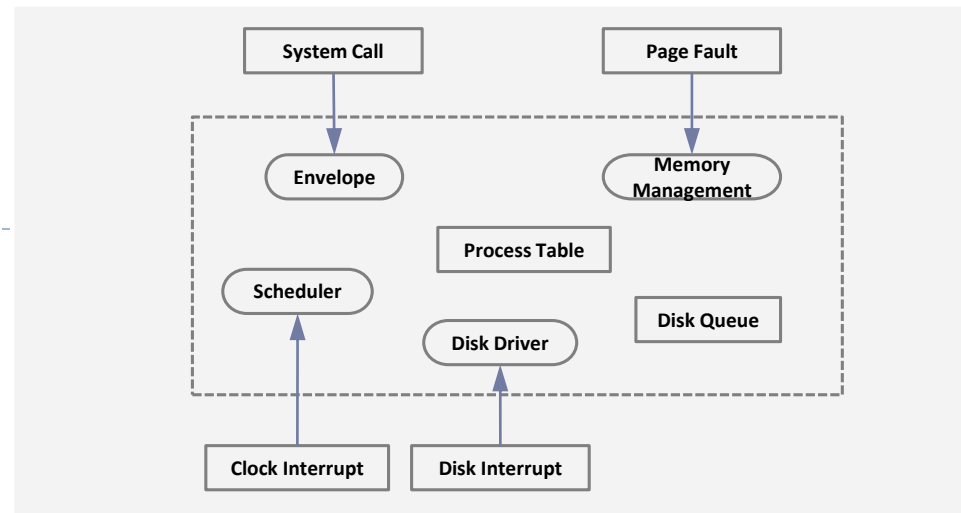 System Call
Page Fault
Envelope
Memory
Management
Process Table
Scheduler
Disk Queue
Disk Driver
Clock Interrupt
Disk Interrupt